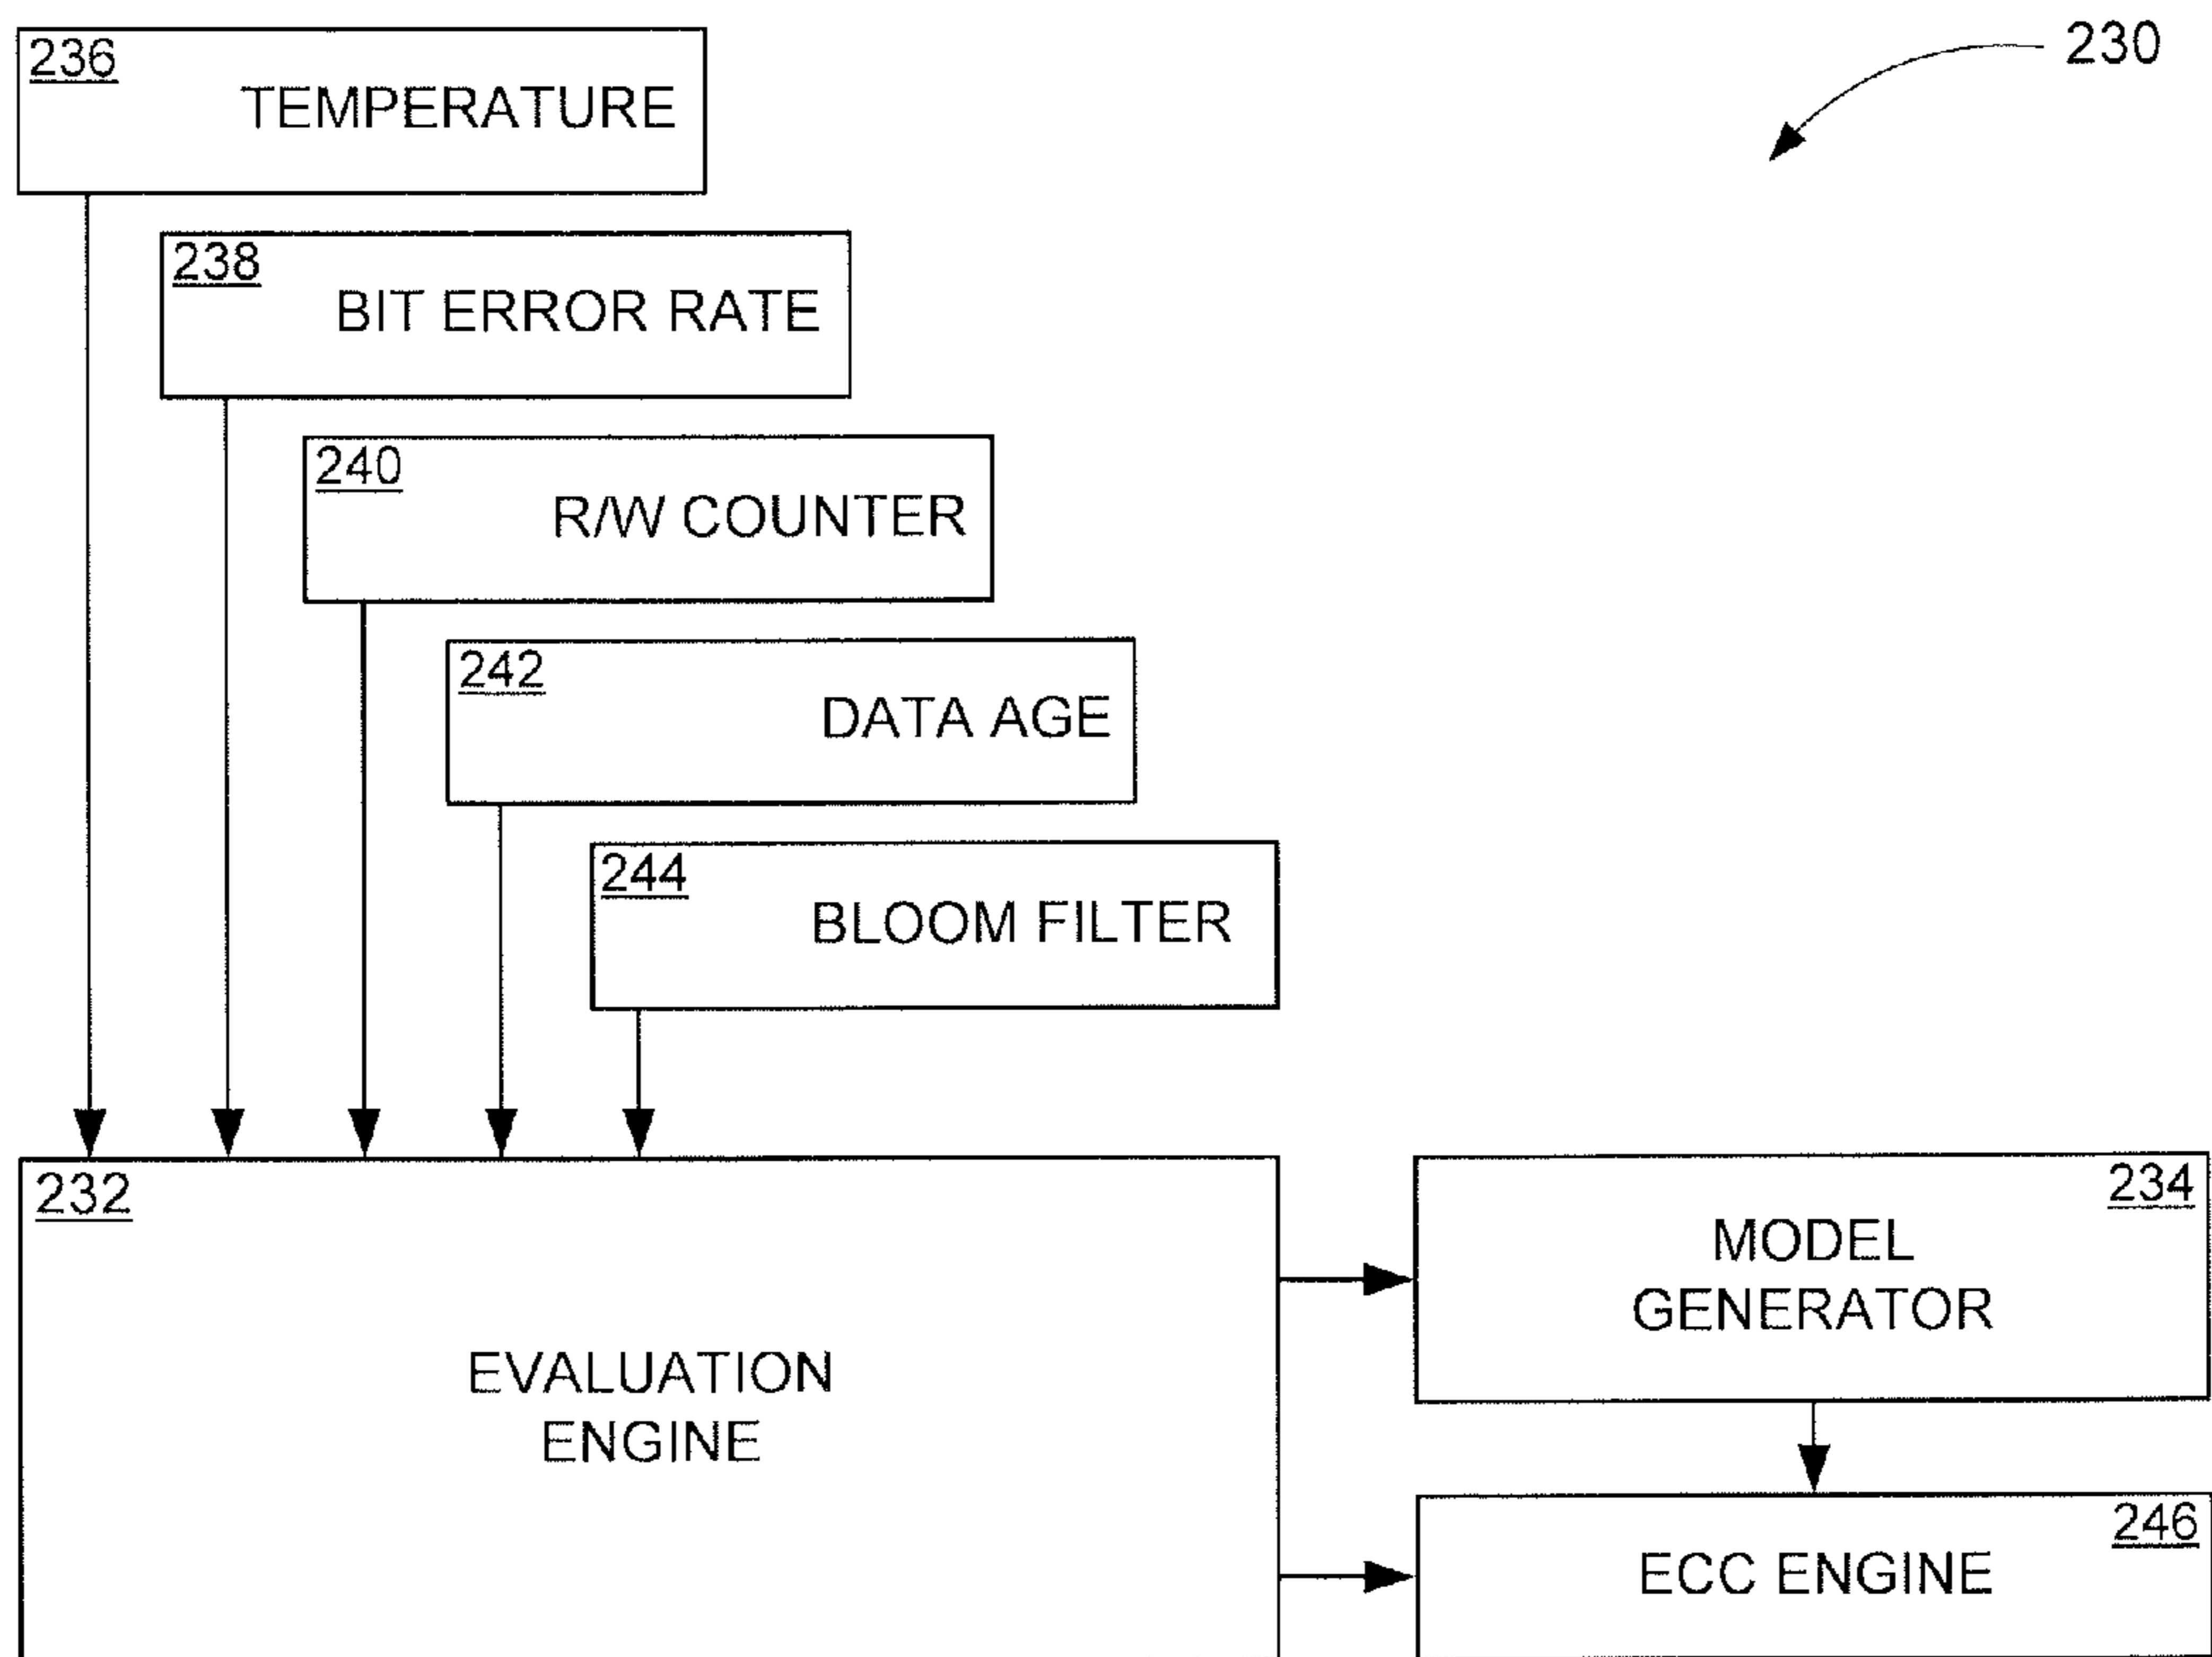 236
230
TEMPERATURE
238
BIT ERROR RATE
240
R/W COUNTER
242
DATA AGE
244
BLOOM FILTER
232
EVALUATION
ENGINE
234
MODEL
GENERATOR
246
ECC ENGINE